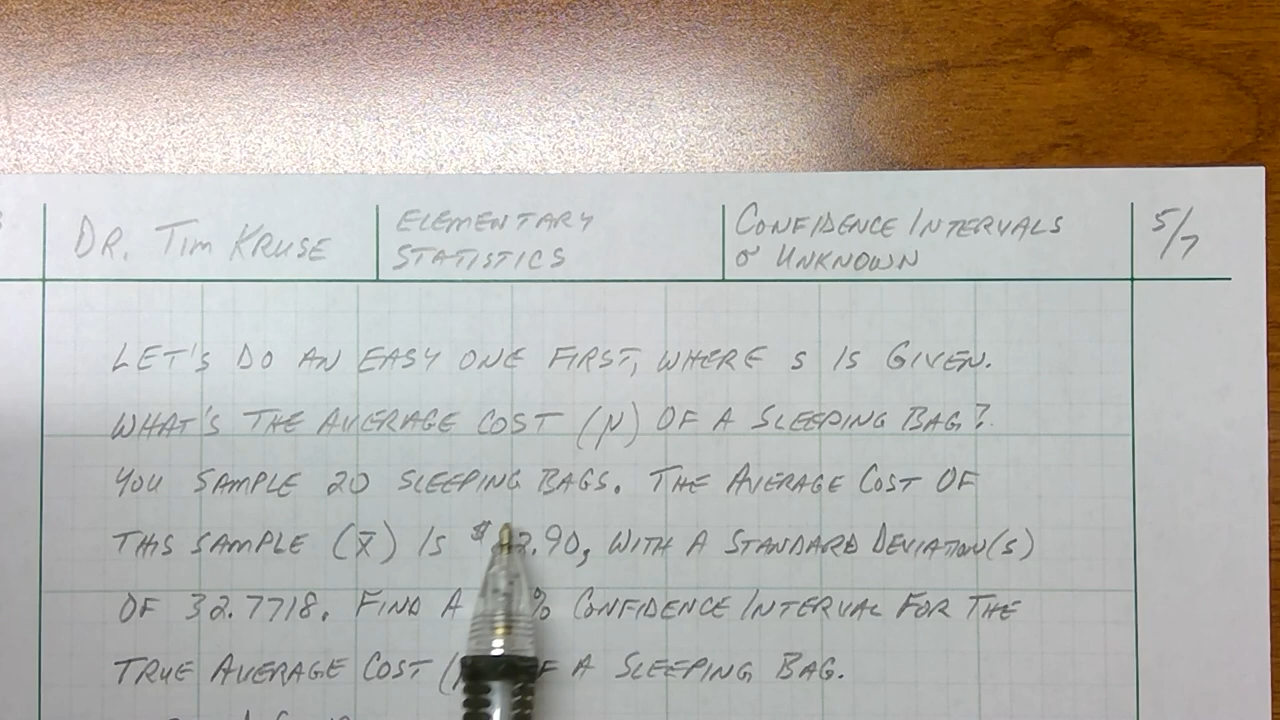 DR. TIM KRUSE
ELEMENTARY
STATISTICS
CONFIDENCE INTERVALS
σ UNKNOWN
5/7
LET'S DO AN EASY ONE FIRST, WHERE S IS GIVEN.
WHAT'S THE AVERAGE COST (μ) OF A SLEEPING BAG?
YOU SAMPLE 20 SLEEPING BAGS. THE AVERAGE COST OF
THIS SAMPLE (x̄) IS $ .90, WITH A STANDARD DEVIATION (S)
OF 32.7718. FIND A % CONFIDENCE INTERVAL FOR THE
TRUE AVERAGE COST ( A SLEEPING BAG.